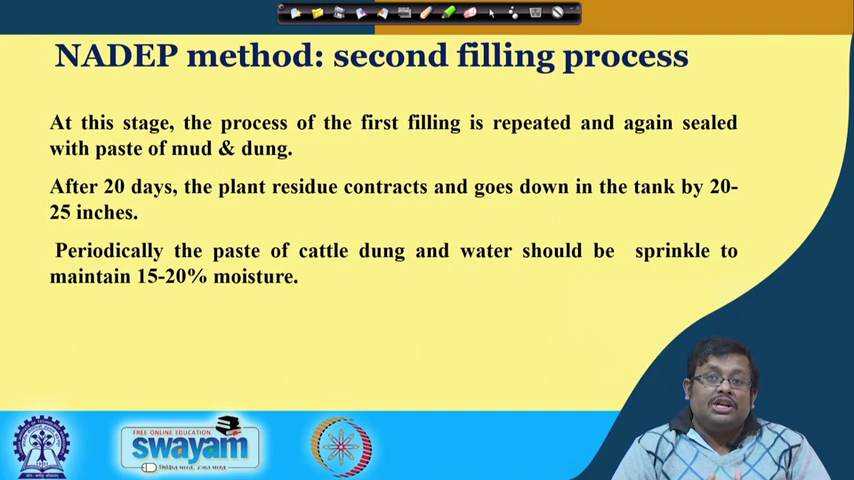 NADEP method: second filling process
At this stage, the process of the first filling is repeated and again sealed
with paste of mud & dung.
After 20 days, the plant residue contracts and goes down in the tank by 20-
25 inches.
Periodically the paste of cattle dung and water should be sprinkle to
maintain 15-20% moisture.
FREE ONLINE EDUCATION
swayam